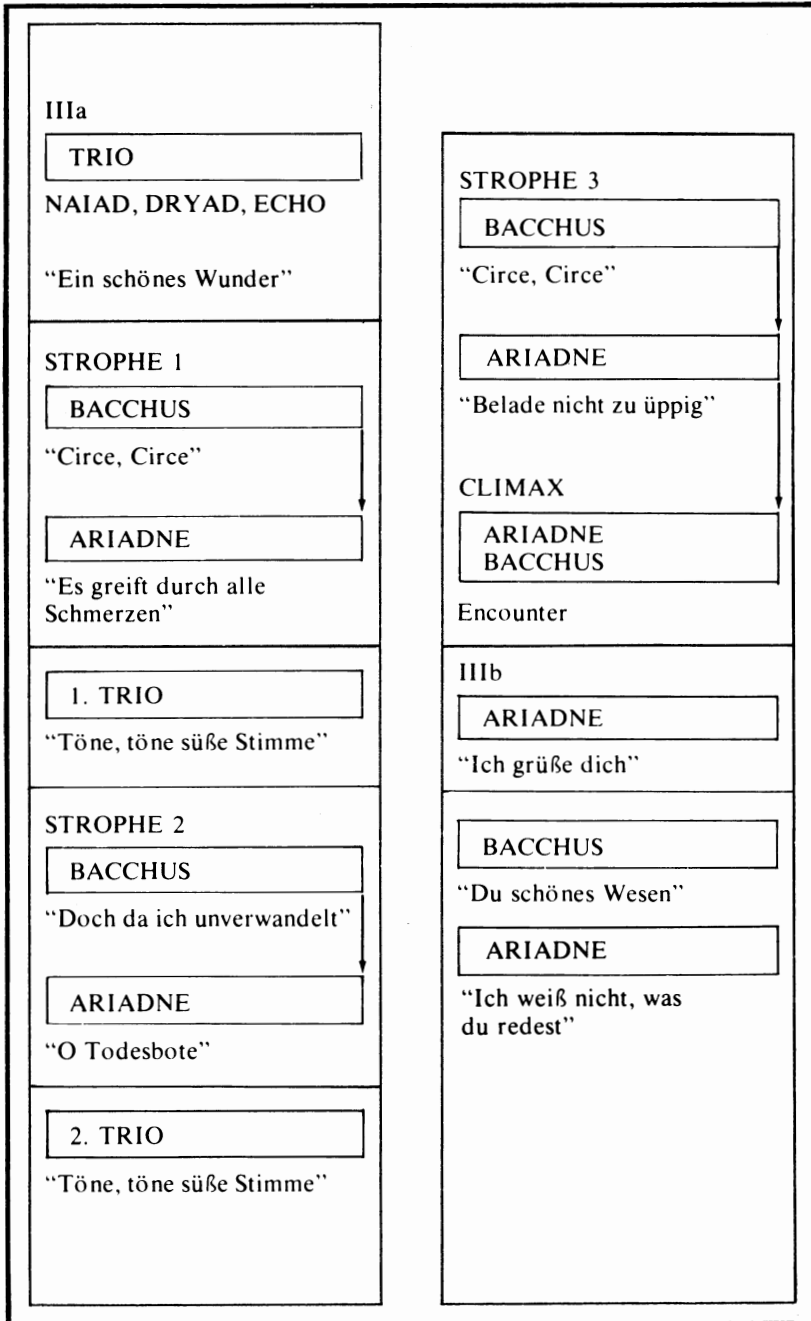 IIIa
TRIO
NAIAD, DRYAD, ECHO
“Ein schönes Wunder”
STROPHE 1
BACCHUS
“Circe, Circe”
ARIADNE
“Es greift durch alle
Schmerzen”
1. TRIO
“Töne, töne süße Stimme”
STROPHE 2
BACCHUS
“Doch da ich unverwandelt”
ARIADNE
“O Todesbote”
2. TRIO
“Töne, töne süße Stimme”
STROPHE 3
BACCHUS
“Circe, Circe”
ARIADNE
“Belade nicht zu üppig”
CLIMAX
ARIADNE
BACCHUS
Encounter
IIIb
ARIADNE
“Ich grüße dich”
BACCHUS
“Du schönes Wesen”
ARIADNE
“Ich weiß nicht, was
du redest”